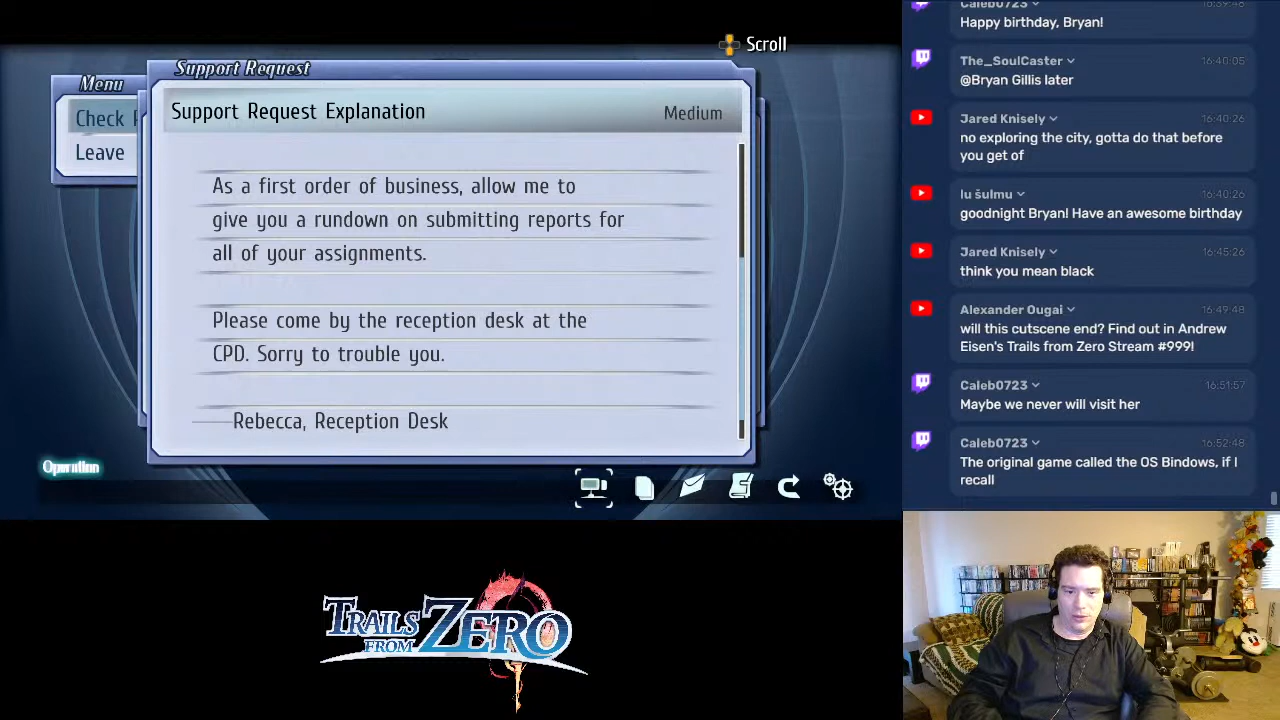 Scroll
Support Request
Menu
Support Request Explanation
Medium
Check
Leave
As a first order of business, allow me to
give you a rundown on submitting reports for
all of your assignments.
Please come by the reception desk at the
CPD. Sorry to trouble you.
——Rebecca, Reception Desk
Operation
TRAILS
FROM
ZERO
Caleb0723
16:39:46
Happy birthday, Bryan!
The_SoulCaster
16:40:05
@Bryan Gillis later
Jared Knisely
16:40:26
no exploring the city, gotta do that before
you get of
lu šulmu
16:40:26
goodnight Bryan! Have an awesome birthday
Jared Knisely
16:45:26
think you mean black
Alexander Ougai
16:49:48
will this cutscene end? Find out in Andrew
Eisen's Trails from Zero Stream #999!
Caleb0723
16:51:57
Maybe we never will visit her
Caleb0723
16:52:48
The original game called the OS Bindows, if I
recall